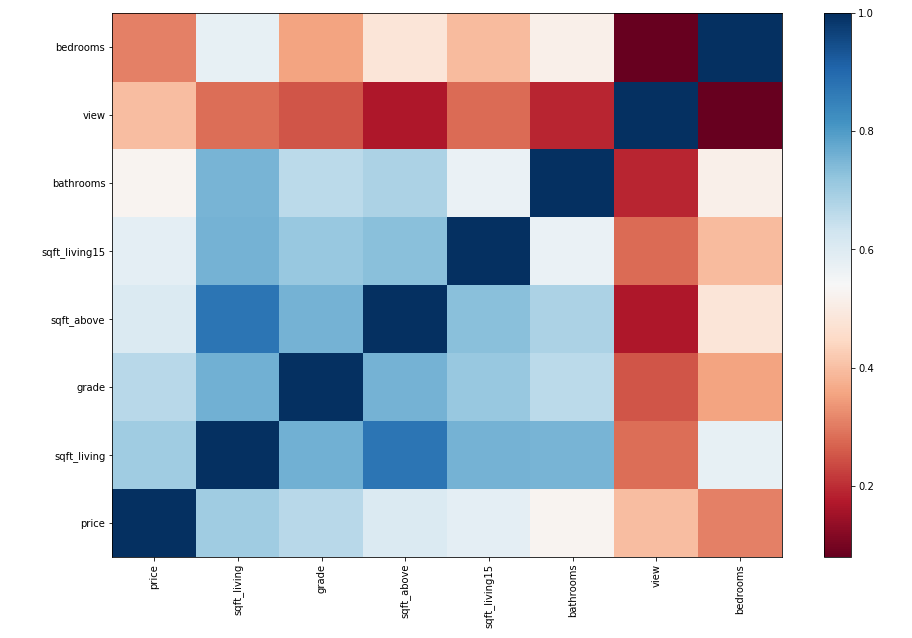 bedrooms
view
bathrooms
sqft_living15
sqft_above
grade
sqft_living
price
price
sqft_living
grade
sqft_above
sqft_living15
bathrooms
view
bedrooms
1.0
0.8
0.6
0.4
0.2